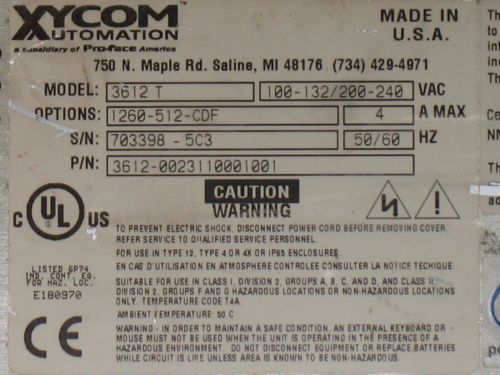 XYCOM
AUTOMATION
a subsidiary of Pro-face America
MADE IN
U.S.A.
750 N. Maple Rd. Saline, MI 48176 (734) 429-4971
MODEL: 3612 T 100-132/200-240 VAC
OPTIONS: 1260-512-CDF 4 A MAX
S/N: 703398 - 5C3 50/60 HZ
P/N: 3612-0023110001001
CAUTION
WARNING
C UL US
TO PREVENT ELECTRIC SHOCK, DISCONNECT POWER CORD BEFORE REMOVING COVER.
REFER SERVICE TO QUALIFIED SERVICE PERSONNEL.
FOR USE IN TYPE 12, TYPE 4 OR 4X OR IP65 ENCLOSURES
EN CAS D'UTILISATION EN ATMOSPHERE CONTROLEE CONSULTER LA NOTICE TECHNIQUE
LISTED 6P74
IND. CONT. EQ.
FOR HAZ. LOC.
E180970
SUITABLE FOR USE IN CLASS I, DIVISION 2, GROUPS A, B, C, AND D, AND CLASS II,
DIVISION 2, GROUPS F AND G HAZARDOUS LOCATIONS OR NON-HAZARDOUS LOCATIONS
ONLY. TEMPERATURE CODE T4A.
AMBIENT TEMPERATURE: 50 C
WARNING - IN ORDER TO MAINTAIN A SAFE CONDITION, AN EXTERNAL KEYBOARD OR
MOUSE MUST NOT BE USED WHEN THE UNIT IS OPERATING IN THE PRESENCE OF A
HAZARDOUS ENVIRONMENT. DO NOT DISCONNECT EQUIPMENT OR REPLACE BATTERIES
WHILE CIRCUIT IS LIVE UNLESS AREA IS KNOWN TO BE NON-HAZARDOUS